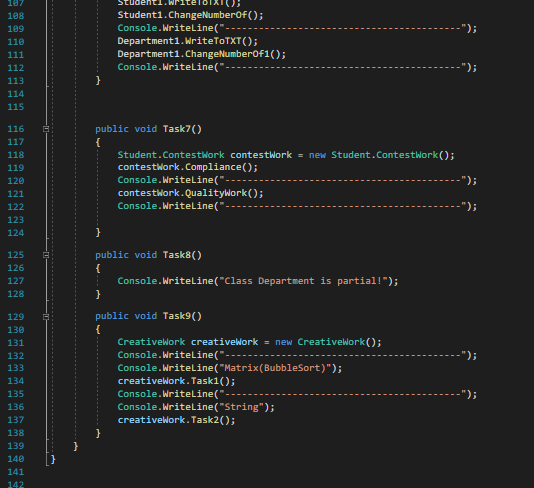 107 Student1.WriteToTXT();
108 Student1.ChangeNumberOf();
109 Console.WriteLine("------------------------------------------");
110 Department1.WriteToTXT();
111 Department1.ChangeNumberOf1();
112 Console.WriteLine("------------------------------------------");
113 }
114
115
116 public void Task7()
117 {
118 Student.ContestWork contestWork = new Student.ContestWork();
119 contestWork.Compliance();
120 Console.WriteLine("------------------------------------------");
121 contestWork.QualityWork();
122 Console.WriteLine("------------------------------------------");
123
124 }
125 public void Task8()
126 {
127 Console.WriteLine("Class Department is partial!");
128 }
129 public void Task9()
130 {
131 CreativeWork creativeWork = new CreativeWork();
132 Console.WriteLine("------------------------------------------");
133 Console.WriteLine("Matrix(BubbleSort)");
134 creativeWork.Task1();
135 Console.WriteLine("------------------------------------------");
136 Console.WriteLine("String");
137 creativeWork.Task2();
138 }
139 }
140 }
141
142